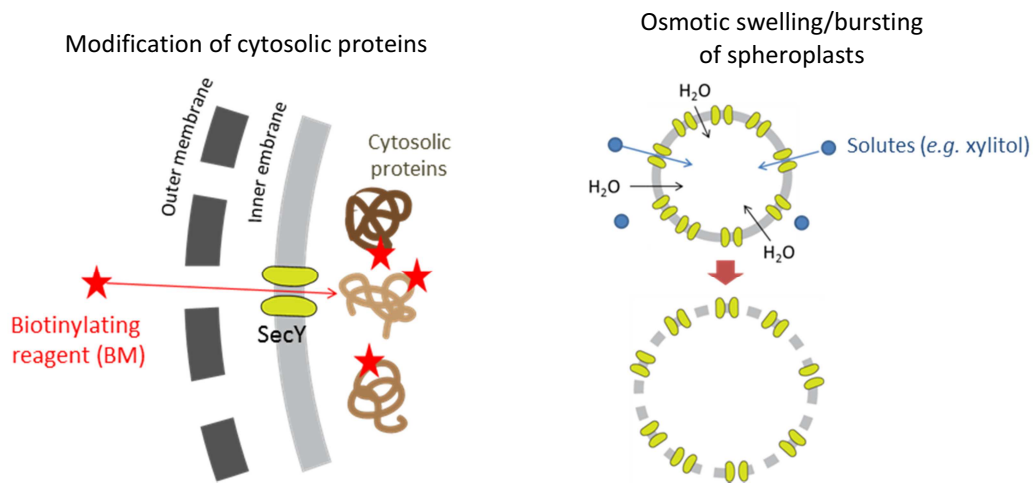 Modification of cytosolic proteins
Outer membrane
Inner embrane
Cytosolic
proteins
Biotinylating
reagent (BM)
SecY
Osmotic swelling/bursting
of spheroplasts
H₂O
Solutes (e.g. xylitol)
H₂O
H₂O